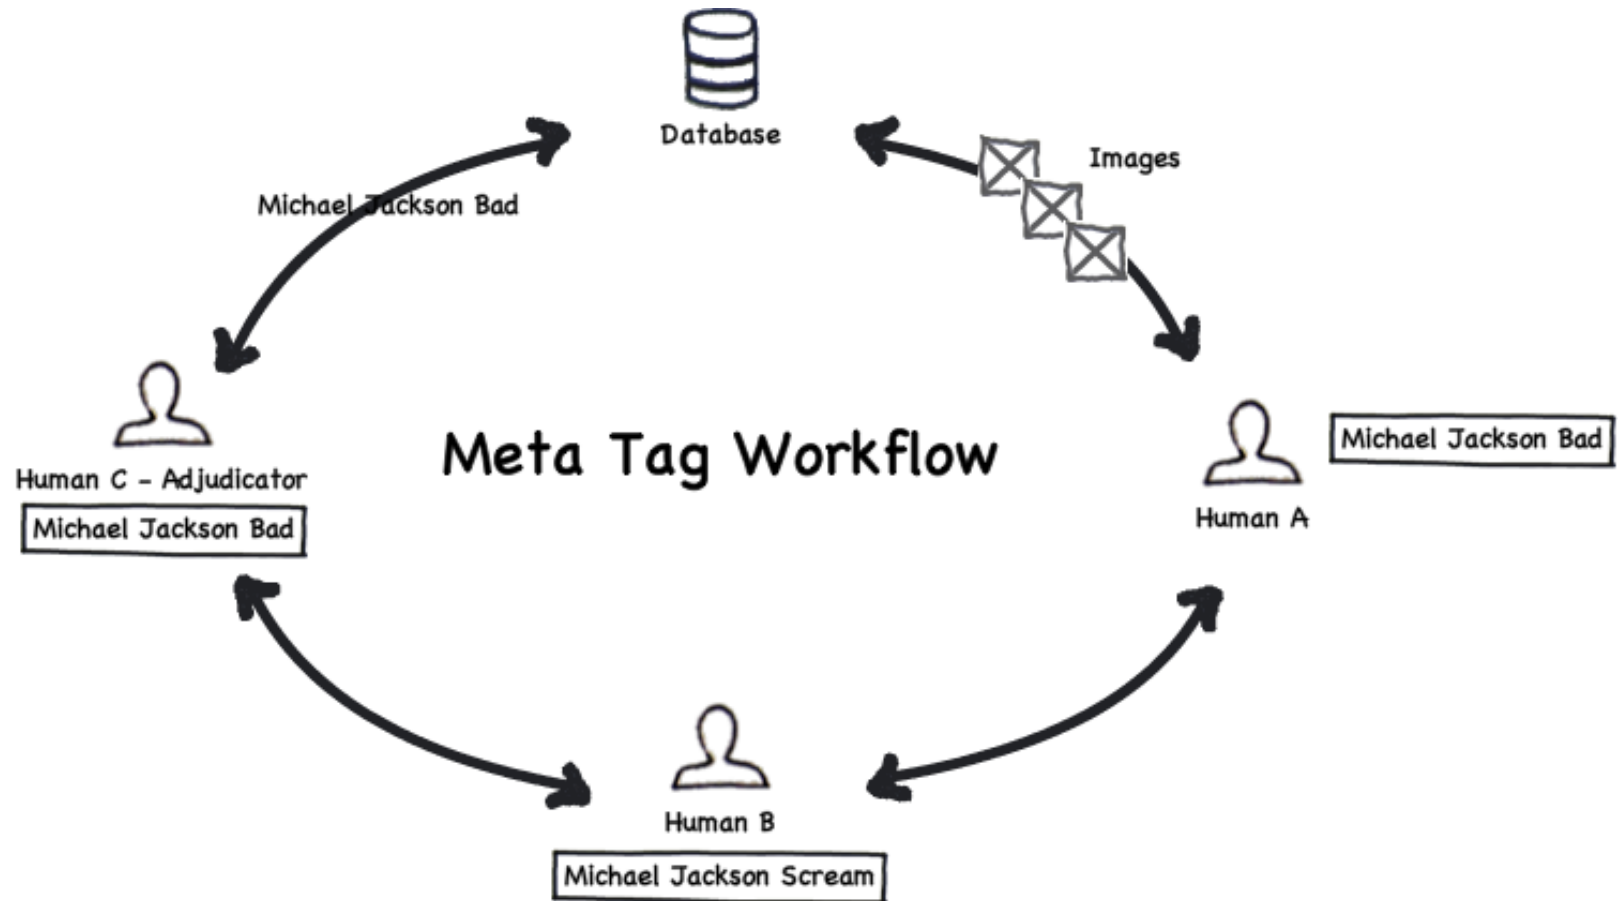 Database
Images
Michael Jackson Bad
Michael Jackson Bad
Meta Tag Workflow
Human C - Adjudicator
Michael Jackson Bad
Human A
Human B
Michael Jackson Scream